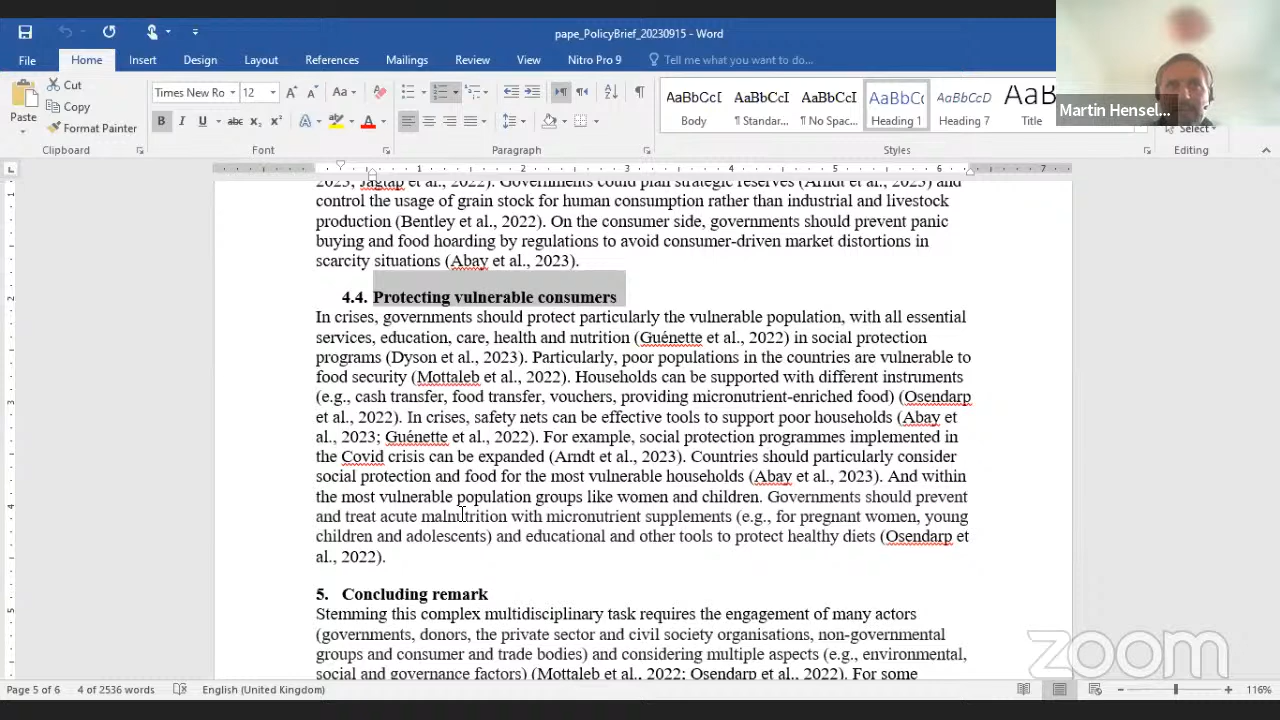 pape_PolicyBrief_20230915 - Word
File Home Insert Design Layout References Mailings Review View Nitro Pro 9 Tell me what you want to do...
Martin Hensel...
Cut
Copy
Paste
Format Painter
Clipboard
Times New Ro 12
Font
Paragraph
AaBbCcI AaBbCcI AaBbCcI AaBbCc AaBbCcD AaBb
Body ¶ Standar... ¶ No Spac... Heading 1 Heading 7 Title
Styles
Select
Editing
2023; Jagtap et al., 2022). Governments could plan strategic reserves (Arndt et al., 2023) and
control the usage of grain stock for human consumption rather than industrial and livestock
production (Bentley et al., 2022). On the consumer side, governments should prevent panic
buying and food hoarding by regulations to avoid consumer-driven market distortions in
scarcity situations (Abay et al., 2023).
4.4. Protecting vulnerable consumers
In crises, governments should protect particularly the vulnerable population, with all essential
services, education, care, health and nutrition (Guénette et al., 2022) in social protection
programs (Dyson et al., 2023). Particularly, poor populations in the countries are vulnerable to
food security (Mottaleb et al., 2022). Households can be supported with different instruments
(e.g., cash transfer, food transfer, vouchers, providing micronutrient-enriched food) (Osendarp
et al., 2022). In crises, safety nets can be effective tools to support poor households (Abay et
al., 2023; Guénette et al., 2022). For example, social protection programmes implemented in
the Covid crisis can be expanded (Arndt et al., 2023). Countries should particularly consider
social protection and food for the most vulnerable households (Abay et al., 2023). And within
the most vulnerable population groups like women and children. Governments should prevent
and treat acute malnutrition with micronutrient supplements (e.g., for pregnant women, young
children and adolescents) and educational and other tools to protect healthy diets (Osendarp et
al., 2022).
5. Concluding remark
Stemming this complex multidisciplinary task requires the engagement of many actors
(governments, donors, the private sector and civil society organisations, non-governmental
groups and consumer and trade bodies) and considering multiple aspects (e.g., environmental,
social and governance factors) (Mottaleb et al., 2022; Osendarp et al., 2022). For some
zoom
Page 5 of 6 4 of 2536 words English (United Kingdom) 116%